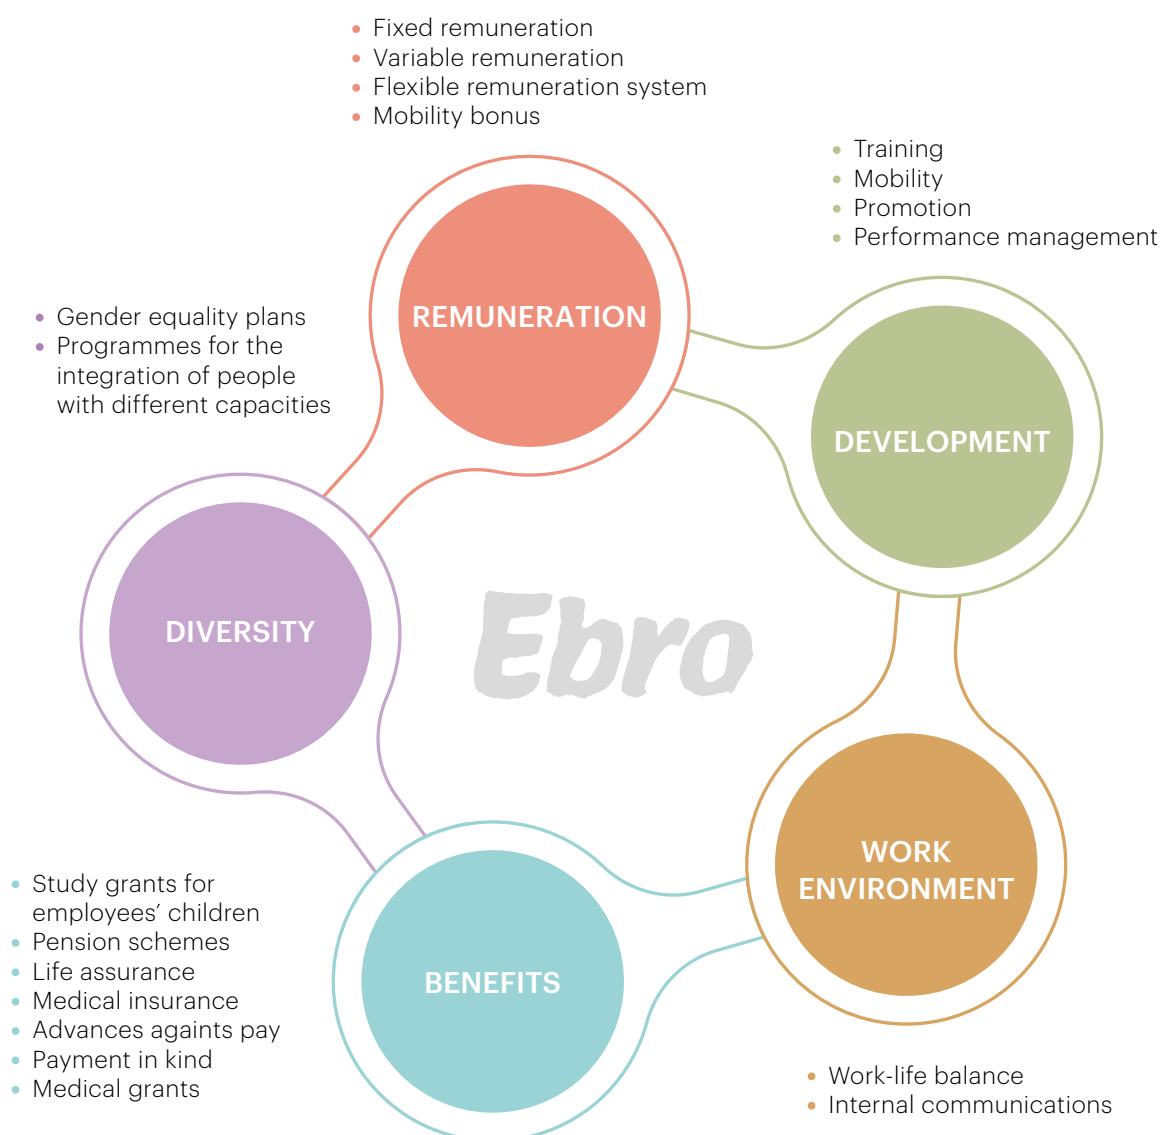 • Fixed remuneration
• Variable remuneration
• Flexible remuneration system
• Mobility bonus
REMUNERATION
• Training
• Mobility
• Promotion
• Performance management
DEVELOPMENT
• Gender equality plans
• Programmes for the
integration of people
with different capacities
DIVERSITY
Ebro
WORK
ENVIRONMENT
• Work-life balance
• Internal communications
• Study grants for
employees’ children
• Pension schemes
• Life assurance
• Medical insurance
• Advances againts pay
• Payment in kind
• Medical grants
BENEFITS